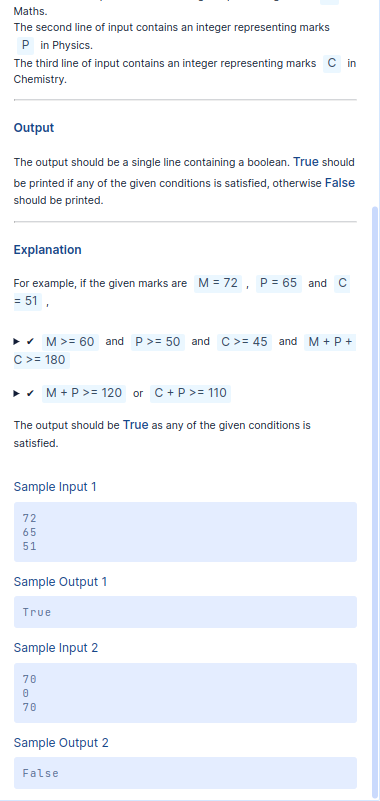 Maths.
The second line of input contains an integer representing marks
P in Physics.
The third line of input contains an integer representing marks C in
Chemistry.
Output
The output should be a single line containing a boolean. True should
be printed if any of the given conditions is satisfied, otherwise False
should be printed.
Explanation
For example, if the given marks are M = 72 , P = 65 and C
= 51 ,
▶ ✔ M >= 60 and P >= 50 and C >= 45 and M + P +
C >= 180
▶ ✔ M + P >= 120 or C + P >= 110
The output should be True as any of the given conditions is
satisfied.
Sample Input 1
72
65
51
Sample Output 1
True
Sample Input 2
70
0
70
Sample Output 2
False